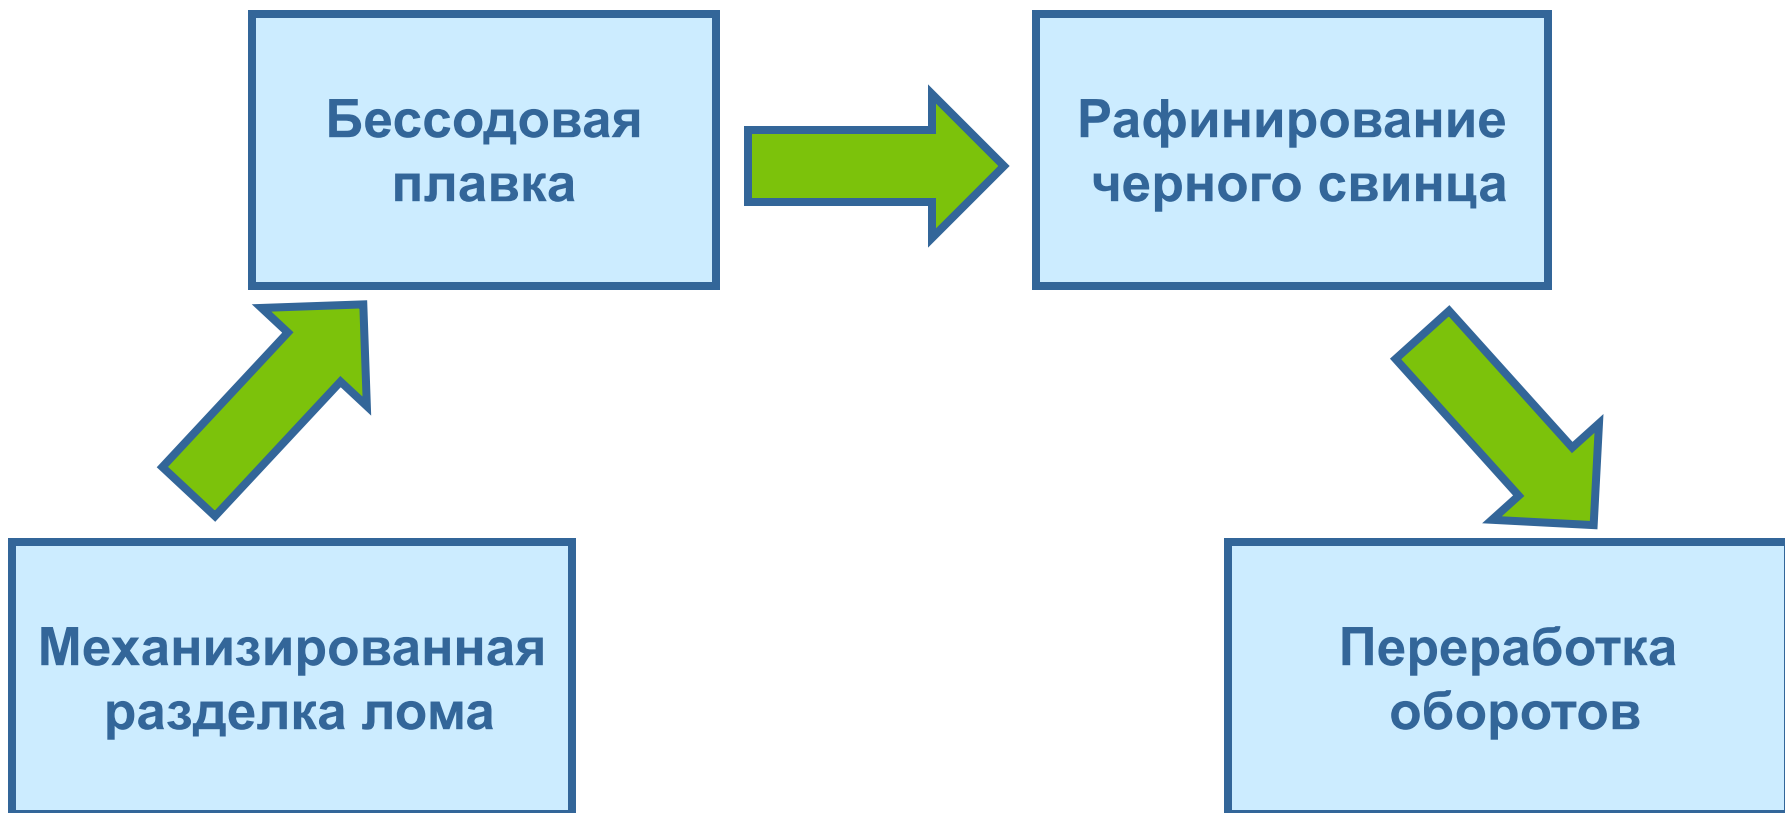 Бессодовая
плавка
Рафинирование
черного свинца
Механизированная
разделка лома
Переработка
оборотов